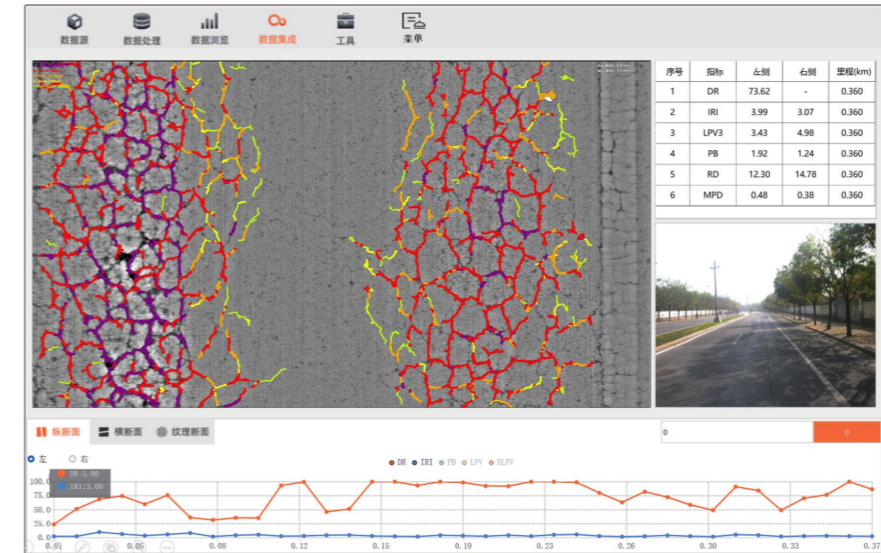 数据源 数据处理 数据浏览 数据集成 工具 菜单
序号 指标 左侧 右侧 里程(km)
1 DR 73.62 - 0.360
2 IRI 3.99 3.07 0.360
3 LPV3 3.43 4.98 0.360
4 PB 1.92 1.24 0.360
5 RD 12.30 14.78 0.360
6 MPD 0.48 0.38 0.360
纵断面 横断面 纹理断面
0 0
左 右
DR IRI PB LPV ELPV
DR:5.00
IRI:3.00
100.0
75.0
50.0
25.0
0.0
0.01 0.05 0.08 0.12 0.15 0.19 0.23 0.26 0.30 0.33 0.37